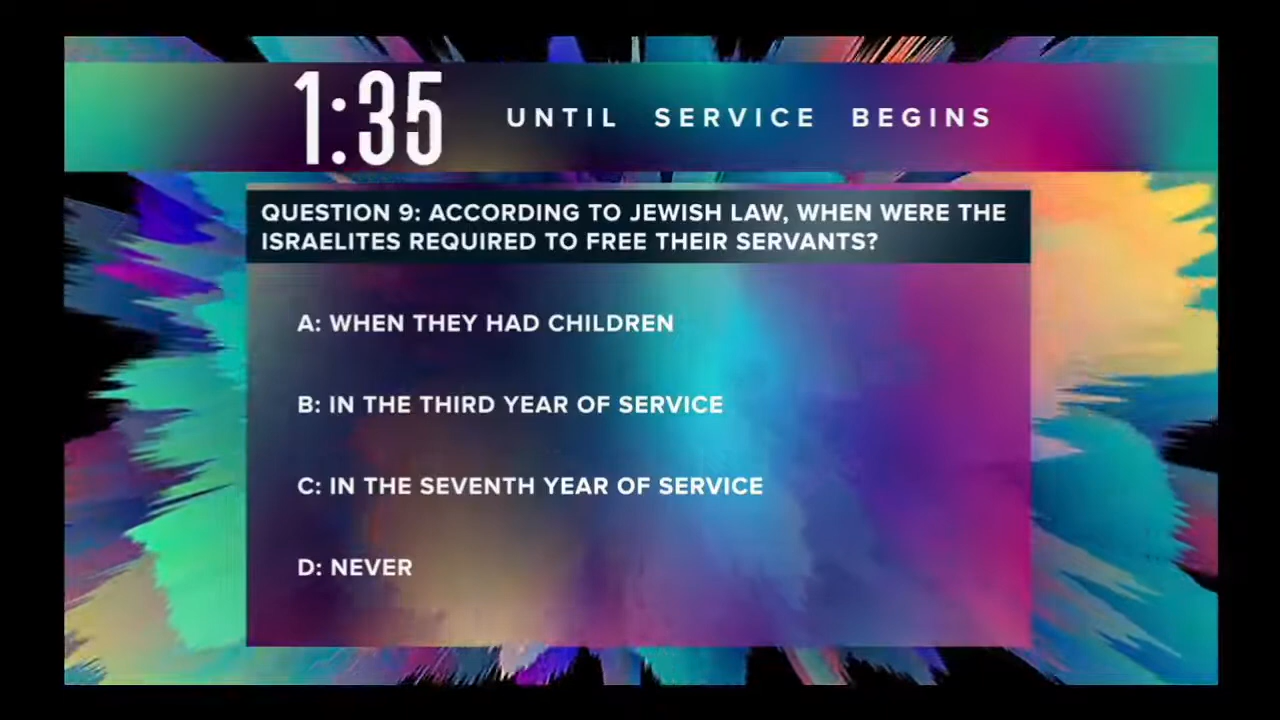 1:35 UNTIL SERVICE BEGINS
QUESTION 9: ACCORDING TO JEWISH LAW, WHEN WERE THE
ISRAELITES REQUIRED TO FREE THEIR SERVANTS?
A: WHEN THEY HAD CHILDREN
B: IN THE THIRD YEAR OF SERVICE
C: IN THE SEVENTH YEAR OF SERVICE
D: NEVER